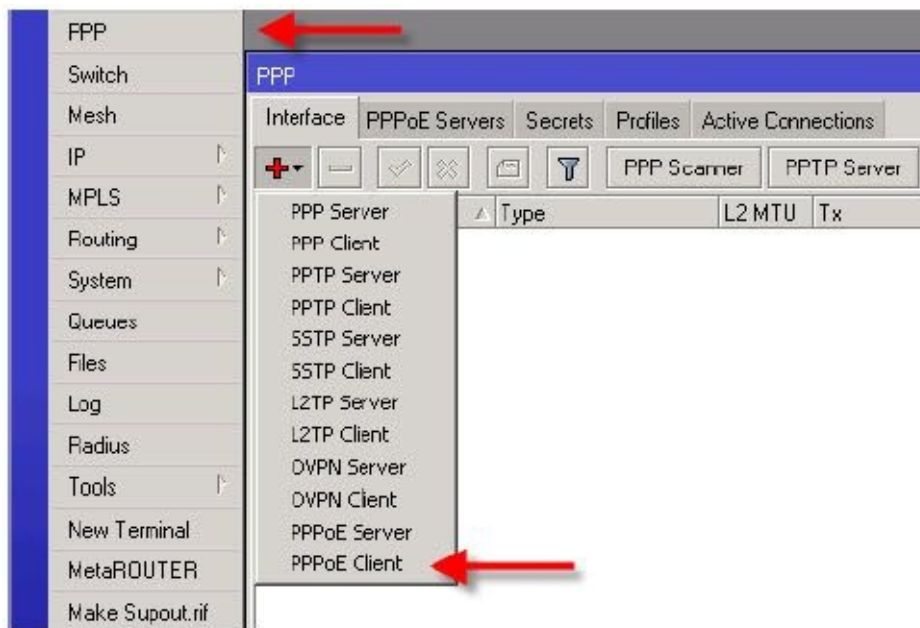 PPP
Switch
Mesh
IP
MPLS
Routing
System
Queues
Files
Log
Radius
Tools
New Terminal
MetaROUTER
Make Supout.rif
PPP
Interface PPPoE Servers Secrets Profiles Active Connections
PPP Scanner PPTP Server
Type L2 MTU Tx
PPP Server
PPP Client
PPTP Server
PPTP Client
SSTP Server
SSTP Client
L2TP Server
L2TP Client
OVPN Server
OVPN Client
PPPoE Server
PPPoE Client